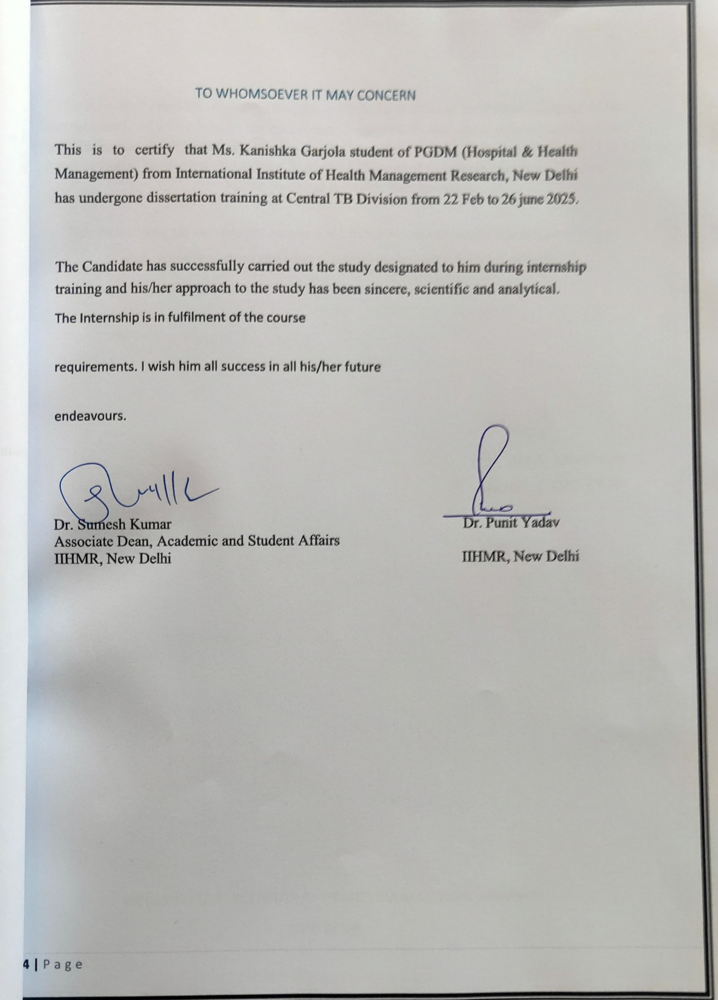 TO WHOMSOEVER IT MAY CONCERN
This is to certify that Ms. Kanishka Garjola student of PGDM (Hospital & Health
Management) from International Institute of Health Management Research, New Delhi
has undergone dissertation training at Central TB Division from 22 Feb to 26 june 2025.
The Candidate has successfully carried out the study designated to him during internship
training and his/her approach to the study has been sincere, scientific and analytical.
The Internship is in fulfilment of the course
requirements. I wish him all success in all his/her future
endeavours.
Dr. Sumesh Kumar
Associate Dean, Academic and Student Affairs
IIHMR, New Delhi
Dr. Punit Yadav
IIHMR, New Delhi
4 | Page